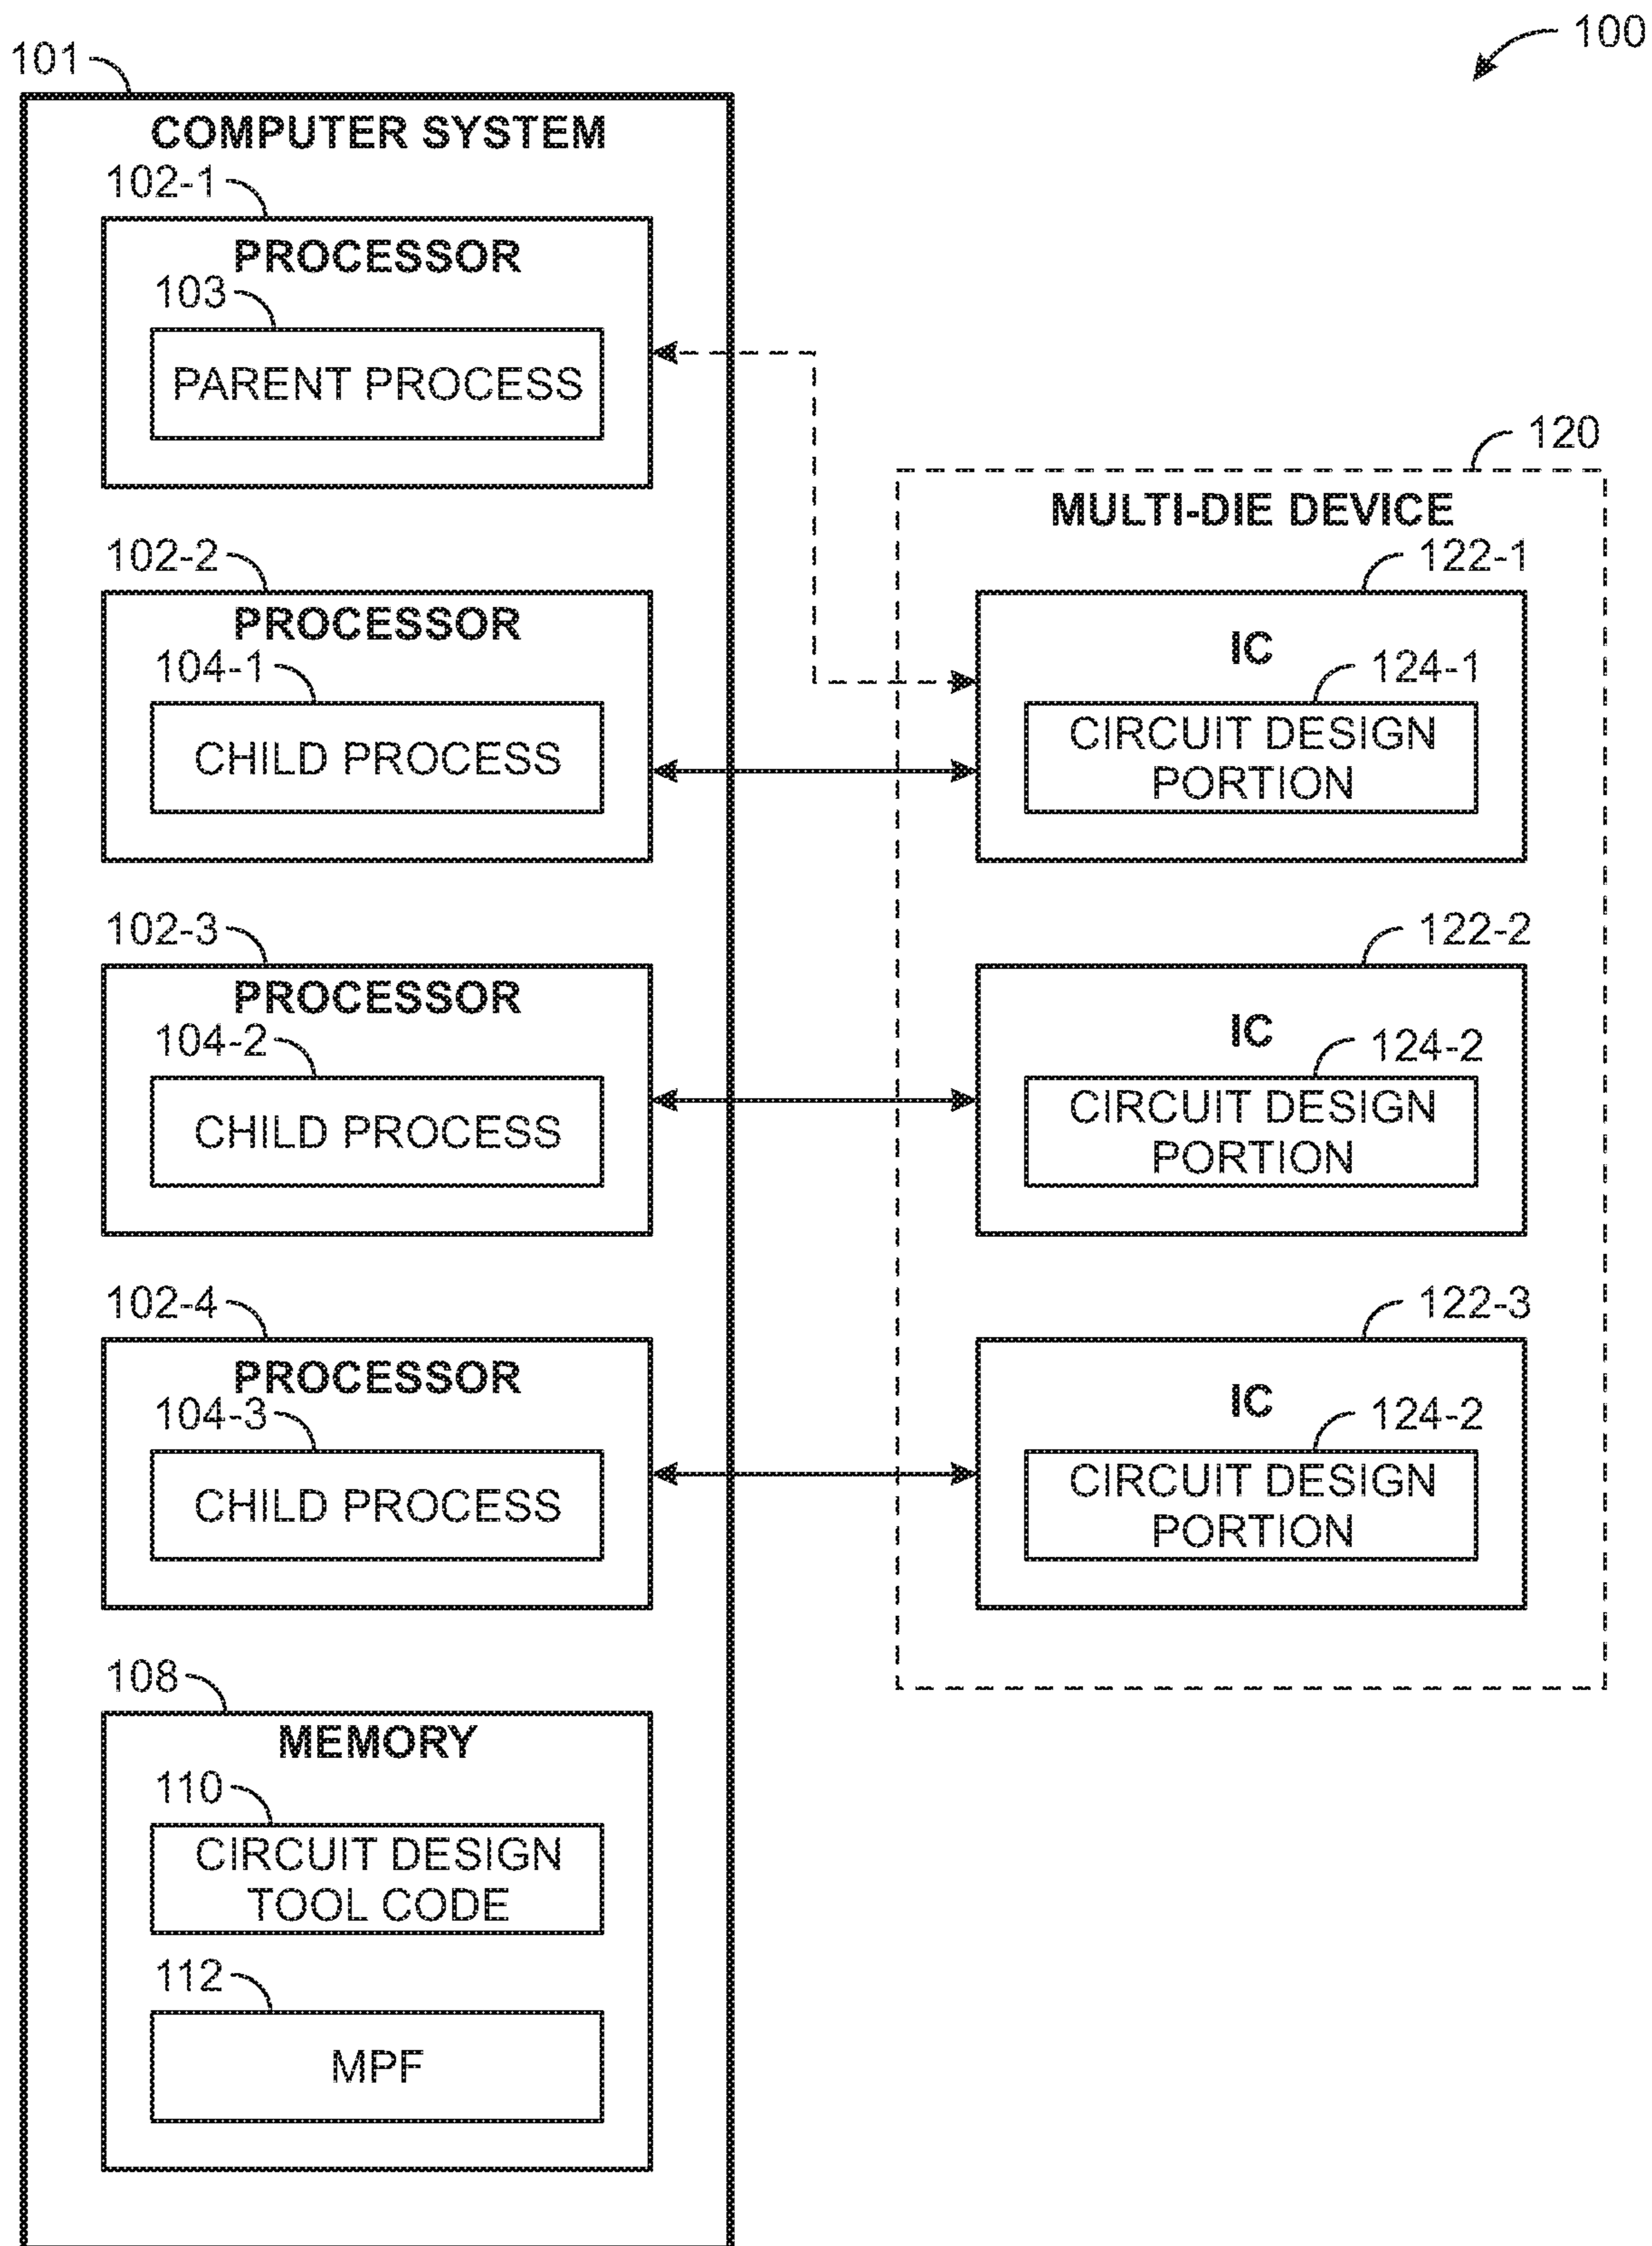 100
101
COMPUTER SYSTEM
102-1
PROCESSOR
103
PARENT PROCESS
102-2
PROCESSOR
104-1
CHILD PROCESS
102-3
PROCESSOR
104-2
CHILD PROCESS
102-4
PROCESSOR
104-3
CHILD PROCESS
108
MEMORY
110
CIRCUIT DESIGN
TOOL CODE
112
MPF
120
MULTI-DIE DEVICE
122-1
IC
124-1
CIRCUIT DESIGN
PORTION
122-2
IC
124-2
CIRCUIT DESIGN
PORTION
122-3
IC
124-2
CIRCUIT DESIGN
PORTION